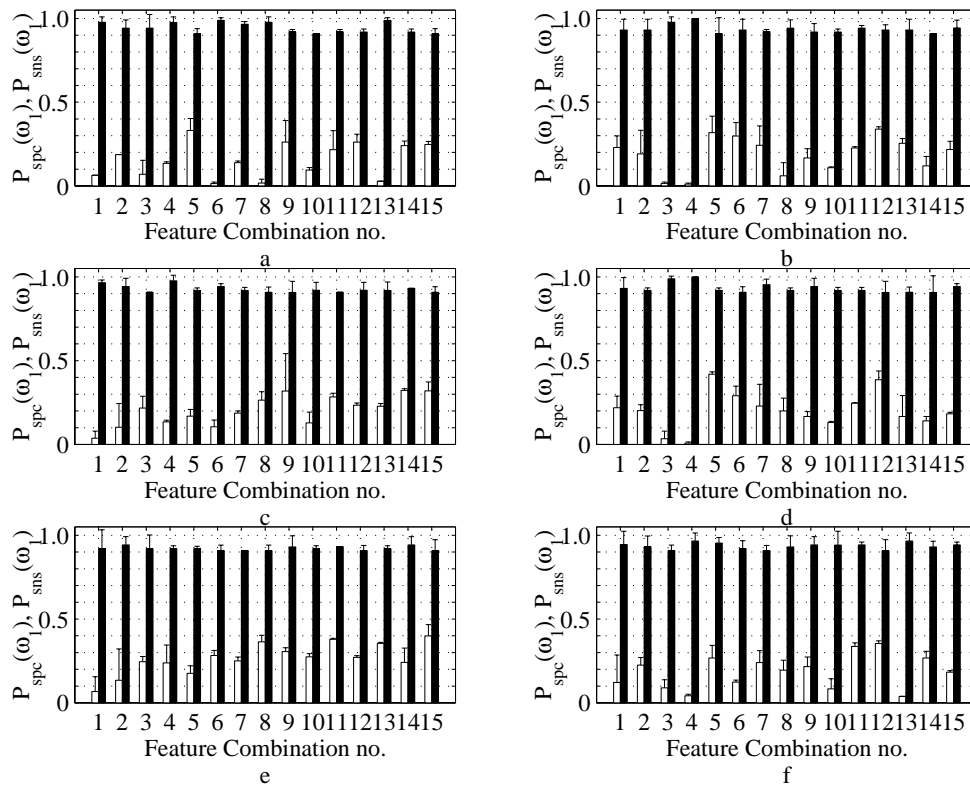 1.0
0.5
0
P_spc(ω_1), P_sns(ω_1)
1 2 3 4 5 6 7 8 9 10 11 12 13 14 15
Feature Combination no.
a
1.0
0.5
0
P_spc(ω_1), P_sns(ω_1)
1 2 3 4 5 6 7 8 9 10 11 12 13 14 15
Feature Combination no.
b
1.0
0.5
0
P_spc(ω_1), P_sns(ω_1)
1 2 3 4 5 6 7 8 9 10 11 12 13 14 15
Feature Combination no.
c
1.0
0.5
0
P_spc(ω_1), P_sns(ω_1)
1 2 3 4 5 6 7 8 9 10 11 12 13 14 15
Feature Combination no.
d
1.0
0.5
0
P_spc(ω_1), P_sns(ω_1)
1 2 3 4 5 6 7 8 9 10 11 12 13 14 15
Feature Combination no.
e
1.0
0.5
0
P_spc(ω_1), P_sns(ω_1)
1 2 3 4 5 6 7 8 9 10 11 12 13 14 15
Feature Combination no.
f